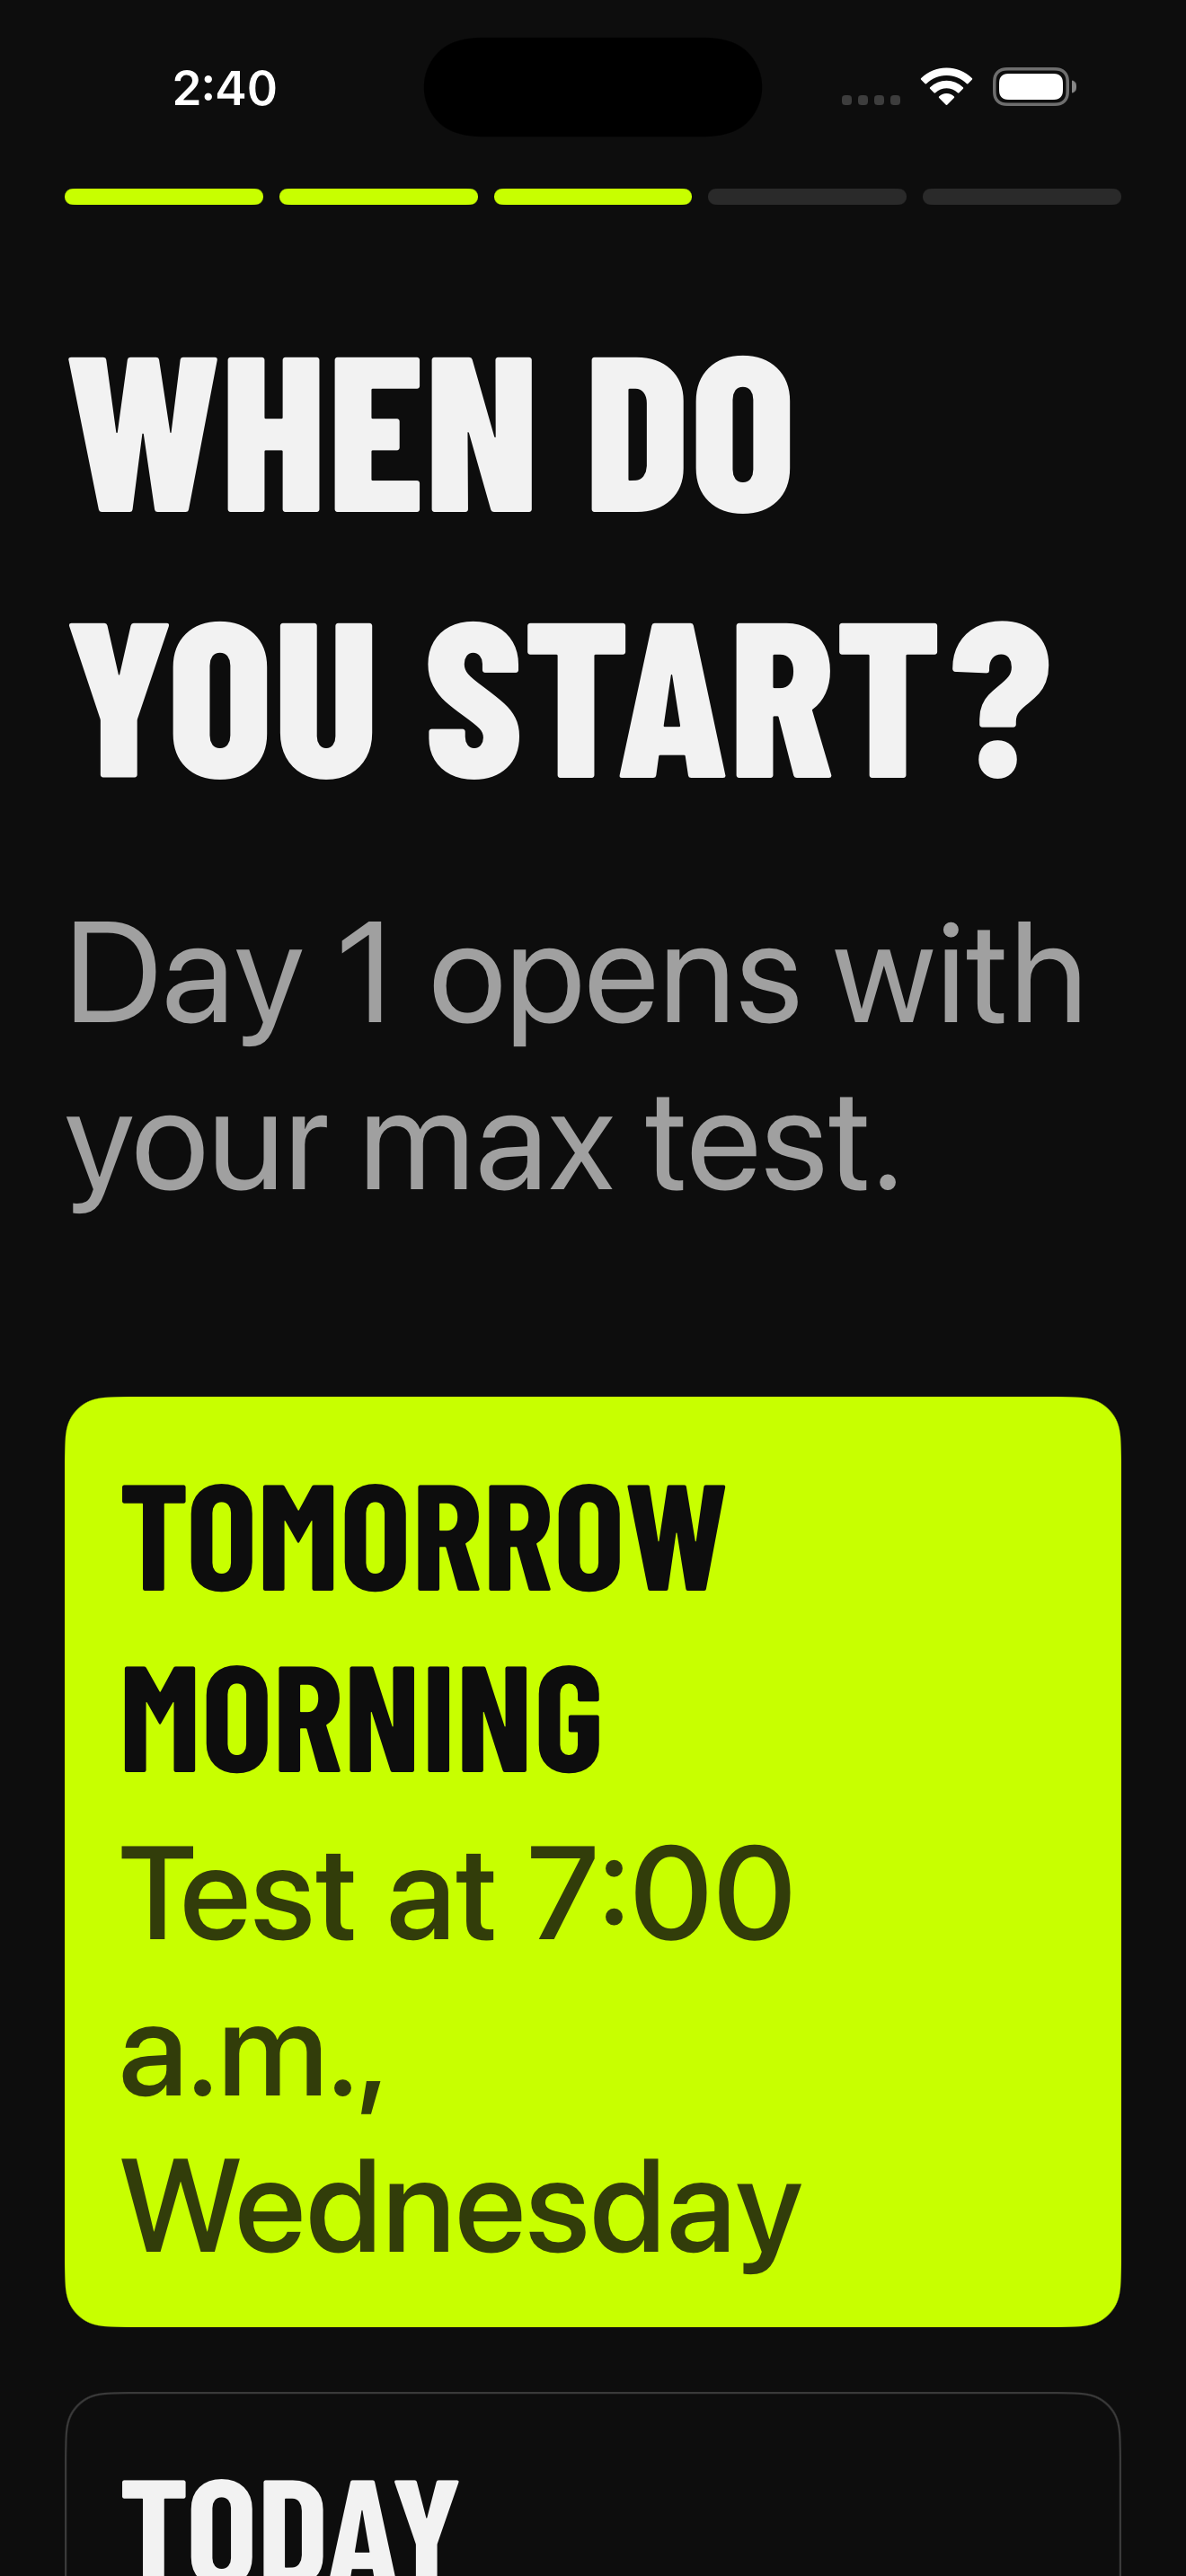 2:40
WHEN DO
YOU START?
Day 1 opens with
your max test.
TOMORROW
MORNING
Test at 7:00
a.m.,
Wednesday
TODAY